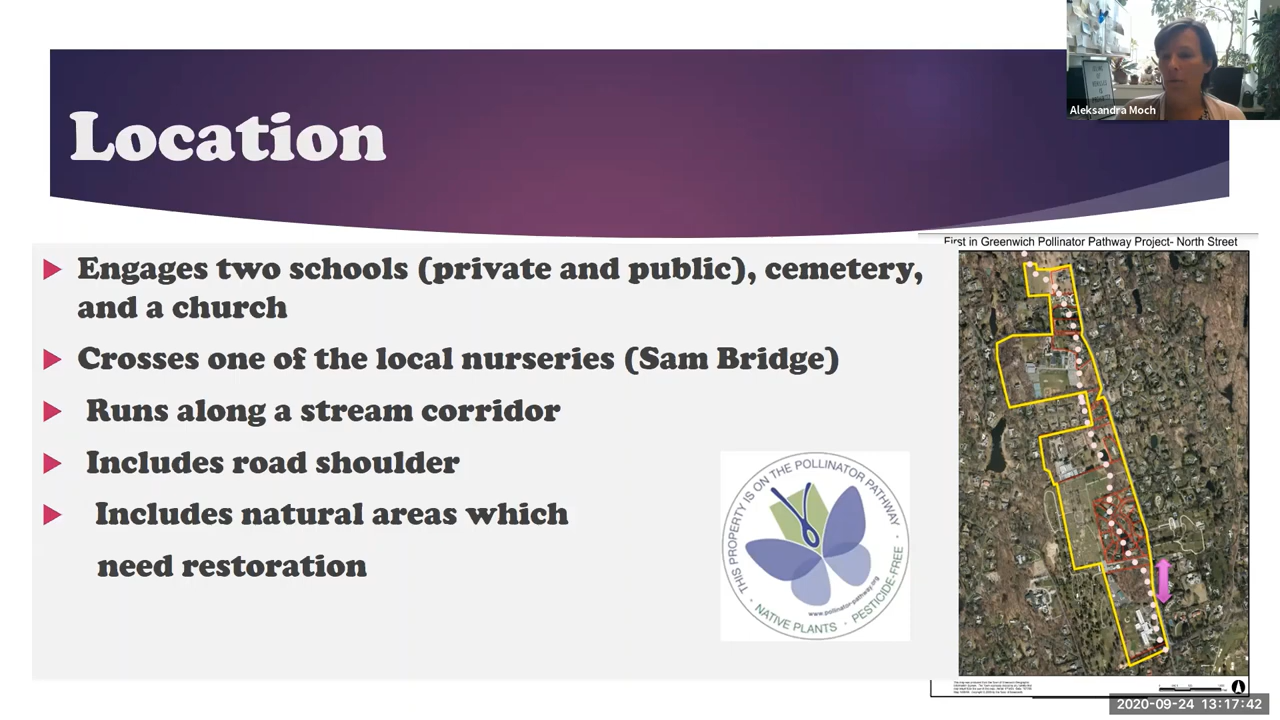 Aleksandra Moch
Location
First in Greenwich Pollinator Pathway Project- North Street
Engages two schools (private and public), cemetery,
and a church
Crosses one of the local nurseries (Sam Bridge)
Runs along a stream corridor
Includes road shoulder
Includes natural areas which
need restoration
THIS PROPERTY IS ON THE POLLINATOR PATHWAY
www.pollinator-pathway.org
NATIVE PLANTS · PESTICIDE-FREE
2020-09-24 13:17:42